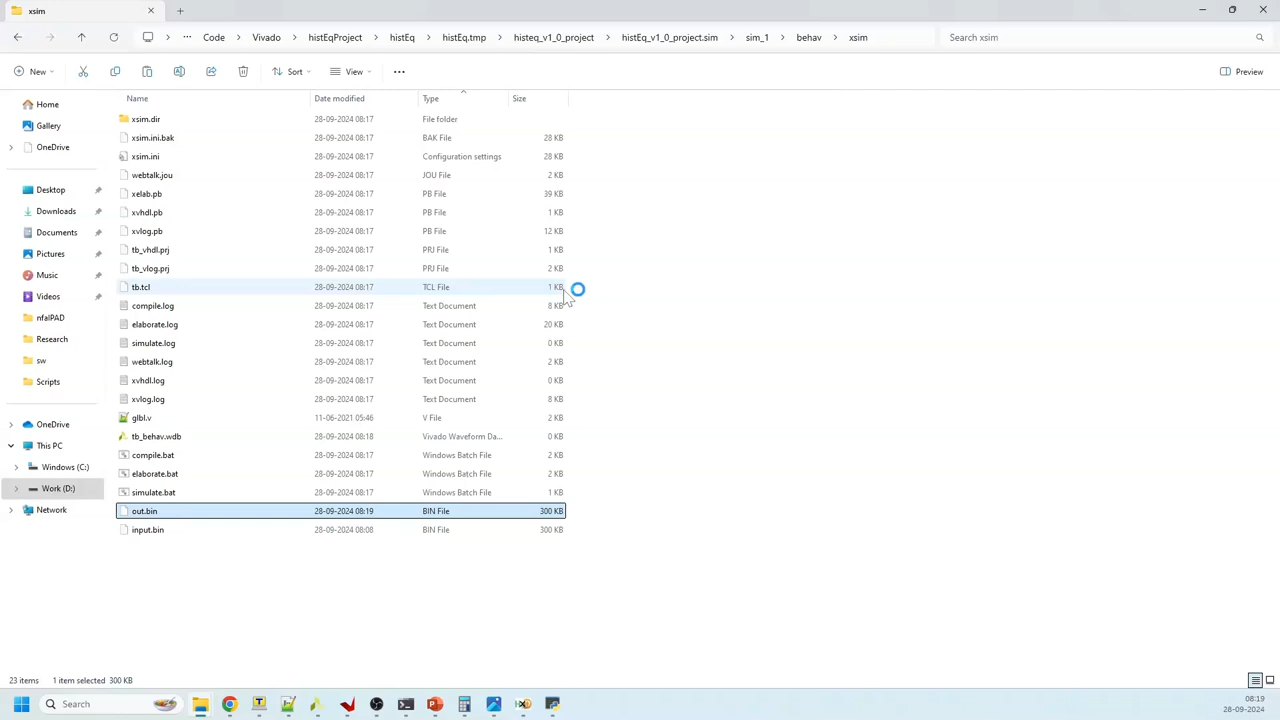 xsim
Code
Vivado
histEqProject
histEq
histEq.tmp
histeq_v1_0_project
histEq_v1_0_project.sim
sim_1
behav
xsim
Search xsim
New
Sort
View
Preview
Home
Gallery
OneDrive
Desktop
Downloads
Documents
Pictures
Music
Videos
nfalPAD
Research
sw
Scripts
OneDrive
This PC
Windows (C:)
Work (D:)
Network
Name Date modified Type Size
xsim.dir 28-09-2024 08:17 File folder
xsim.ini.bak 28-09-2024 08:17 BAK File 28 KB
xsim.ini 28-09-2024 08:17 Configuration settings 28 KB
webtalk.jou 28-09-2024 08:17 JOU File 2 KB
xelab.pb 28-09-2024 08:17 PB File 39 KB
xvhdl.pb 28-09-2024 08:17 PB File 1 KB
xvlog.pb 28-09-2024 08:17 PB File 12 KB
tb_vhdl.prj 28-09-2024 08:17 PRJ File 1 KB
tb_vlog.prj 28-09-2024 08:17 PRJ File 2 KB
tb.tcl 28-09-2024 08:17 TCL File 1 KB
compile.log 28-09-2024 08:17 Text Document 8 KB
elaborate.log 28-09-2024 08:17 Text Document 20 KB
simulate.log 28-09-2024 08:17 Text Document 0 KB
webtalk.log 28-09-2024 08:17 Text Document 2 KB
xvhdl.log 28-09-2024 08:17 Text Document 0 KB
xvlog.log 28-09-2024 08:17 Text Document 8 KB
glbl.v 11-06-2021 05:46 V File 2 KB
tb_behav.wdb 28-09-2024 08:18 Vivado Waveform Da... 0 KB
compile.bat 28-09-2024 08:17 Windows Batch File 2 KB
elaborate.bat 28-09-2024 08:17 Windows Batch File 2 KB
simulate.bat 28-09-2024 08:17 Windows Batch File 1 KB
out.bin 28-09-2024 08:19 BIN File 300 KB
input.bin 28-09-2024 08:08 BIN File 300 KB
23 items 1 item selected 300 KB
Search
08:19
28-09-2024